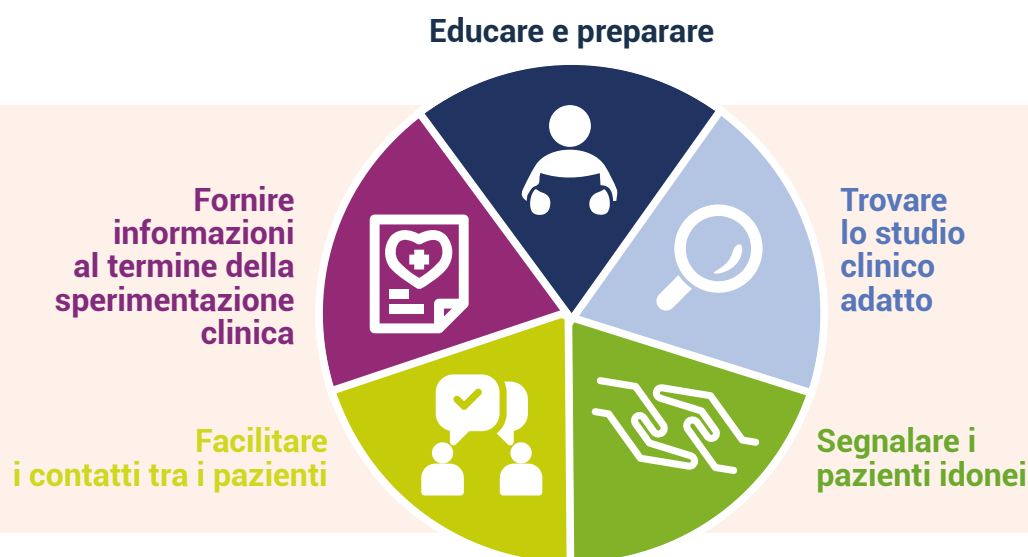 Educare e preparare
Trovare
lo studio
clinico
adatto
Segnalare i
pazienti idonei
Facilitare
i contatti tra i pazienti
Fornire
informazioni
al termine della
sperimentazione
clinica